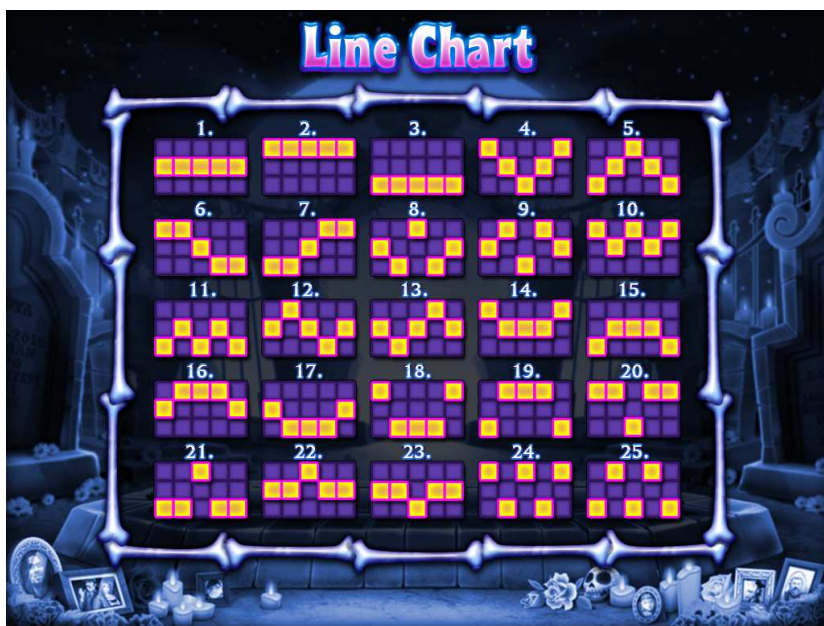 Line Chart
1. 2. 3. 4. 5.
6. 7. 8. 9. 10.
11. 12. 13. 14. 15.
16. 17. 18. 19. 20.
21. 22. 23. 24. 25.